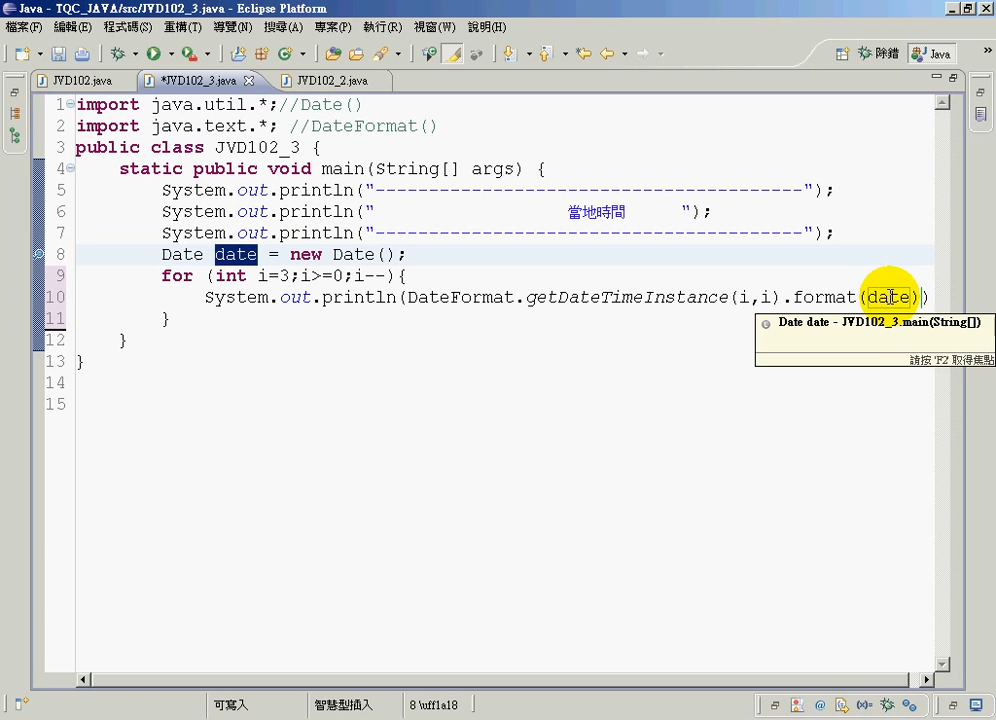 Java - TQC_JAVA/src/JVD102_3.java - Eclipse Platform
檔案(F) 編輯(E) 程式碼(S) 重構(T) 導覽(N) 搜尋(A) 專案(P) 執行(R) 視窗(W) 說明(H)
除錯 Java »
JVD102.java *JVD102_3.java JVD102_2.java
1 import java.util.*;//Date()
2 import java.text.*; //DateFormat()
3 public class JVD102_3 {
4 static public void main(String[] args) {
5 System.out.println("----------------------------------------");
6 System.out.println(" 當地時間 ");
7 System.out.println("----------------------------------------");
8 Date date = new Date();
9 for (int i=3;i>=0;i--){
10 System.out.println(DateFormat.getDateTimeInstance(i,i).format(date))
11 }
12 }
13 }
14
15
Date date - JVD102_3.main(String[])
請按 'F2' 取得焦點
可寫入 智慧型插入 8 \uff1a18